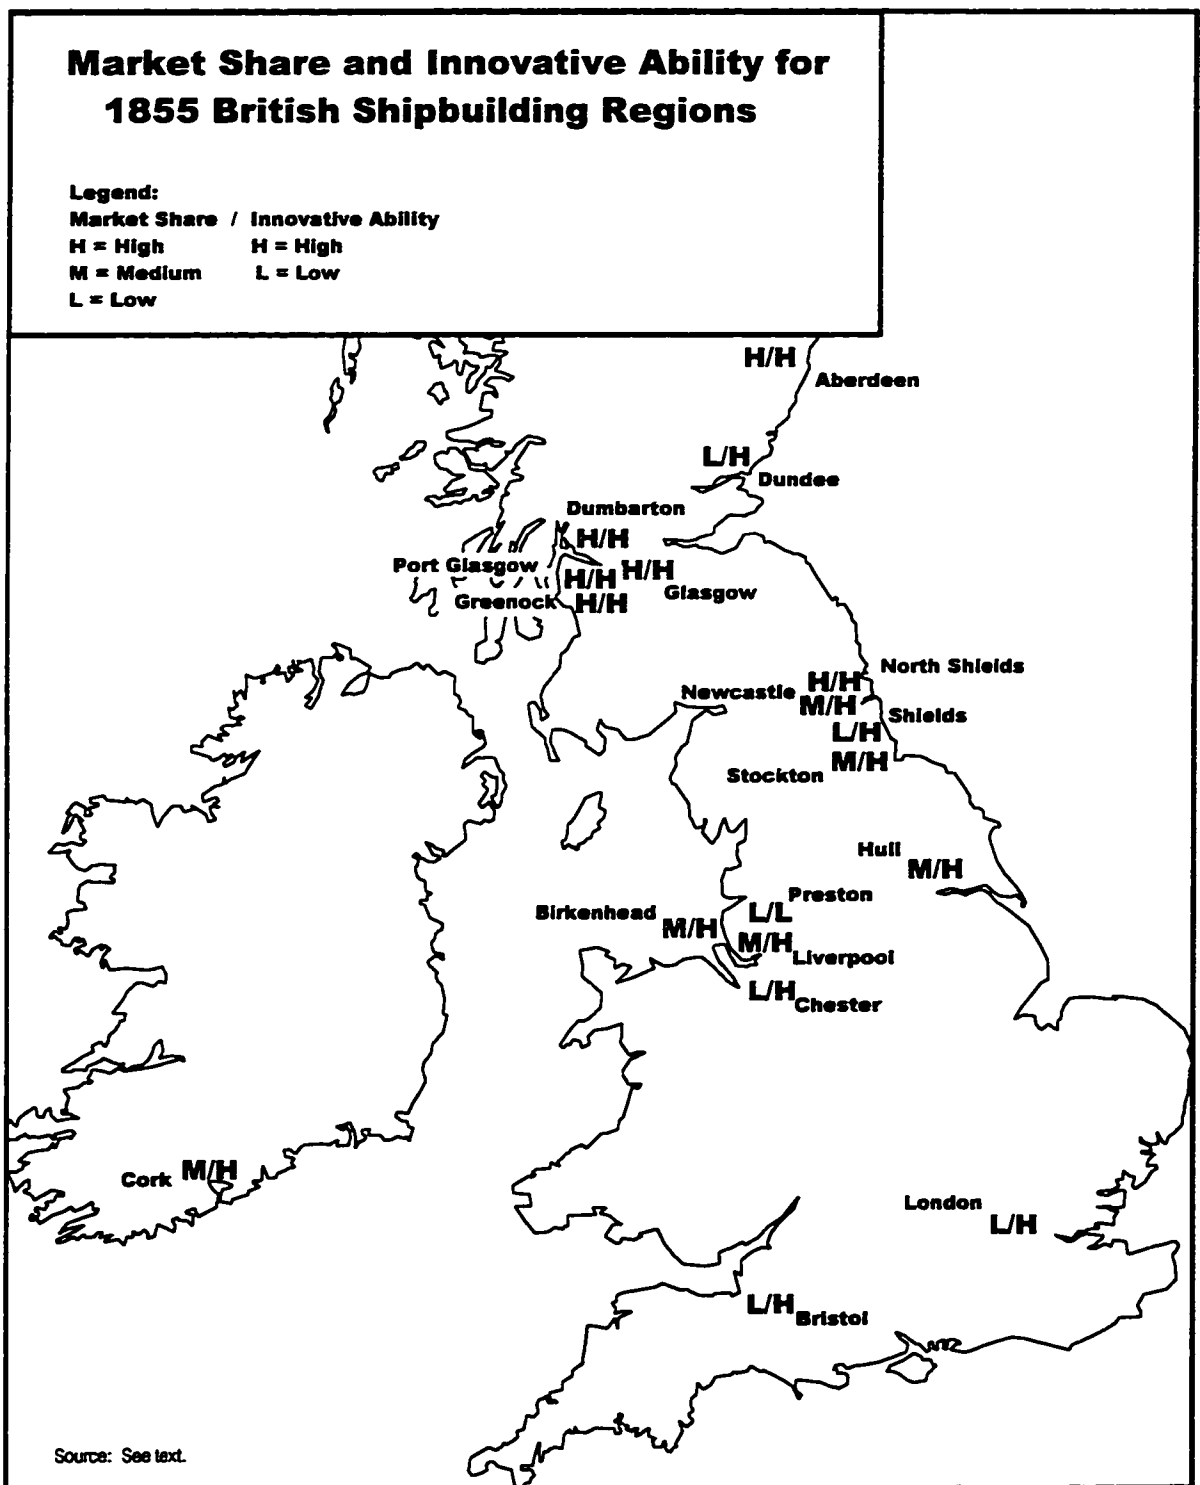 Market Share and Innovative Ability for
1855 British Shipbuilding Regions
Legend:
Market Share / Innovative Ability
H = High H = High
M = Medium L = Low
L = Low
H/H
Aberdeen
L/H
Dundee
Dumbarton
H/H
Port Glasgow
H/H
H/H
Glasgow
Greenock
H/H
North Shields
H/H
Newcastle
M/H
Shields
L/H
Stockton
M/H
Hull
M/H
Preston
L/L
Birkenhead
M/H
M/H
Liverpool
L/H
Chester
Cork
M/H
London
L/H
L/H
Bristol
Source: See text.